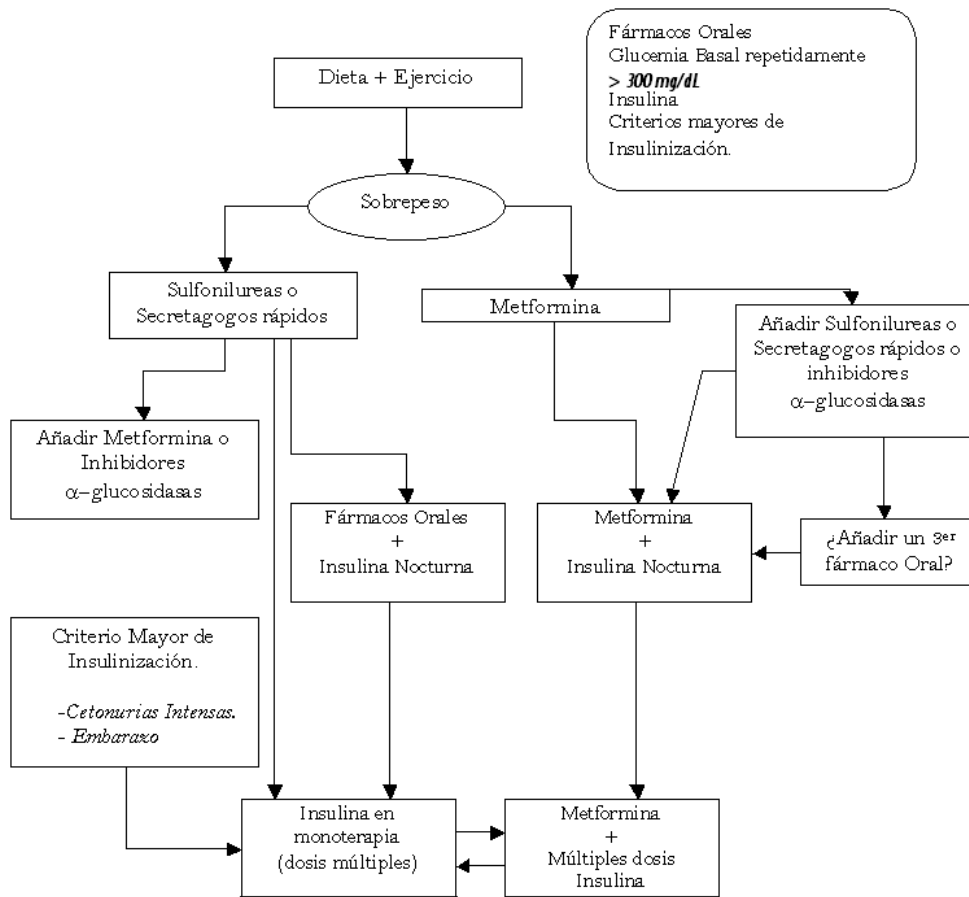 Fármacos Orales
Glucemia Basal repetidamente
> 300 mg/dL
Insulina
Criterios mayores de
Insulinización.
Dieta + Ejercicio
Sobrepeso
Sulfonilureas o
Secretagogos rápidos
Metformina
Añadir Sulfonilureas o
Secretagogos rápidos o
inhibidores
α–glucosidasas
Añadir Metformina o
Inhibidores
α–glucosidasas
Fármacos Orales
+
Insulina Nocturna
Metformina
+
Insulina Nocturna
¿Añadir un 3er
fármaco Oral?
Criterio Mayor de
Insulinización.
-Cetonurias Intensas.
- Embarazo
Insulina en
monoterapia
(dosis múltiples)
Metformina
+
Múltiples dosis
Insulina